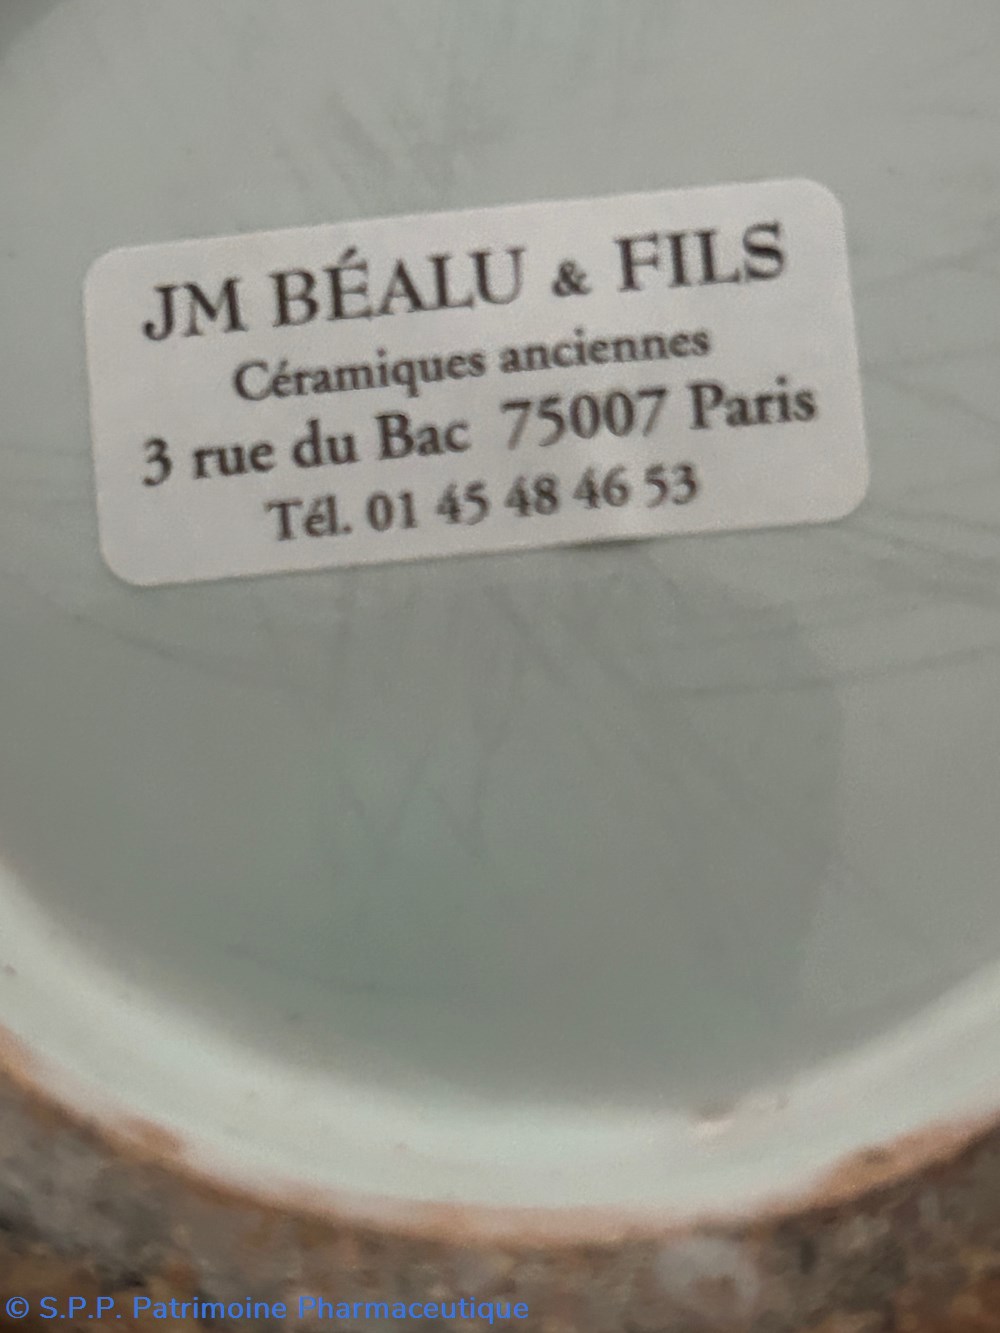 JM BÉALU & FILS
Céramiques anciennes
3 rue du Bac 75007 Paris
Tél. 01 45 48 46 53
© S.P.P. Patrimoine Pharmaceutique